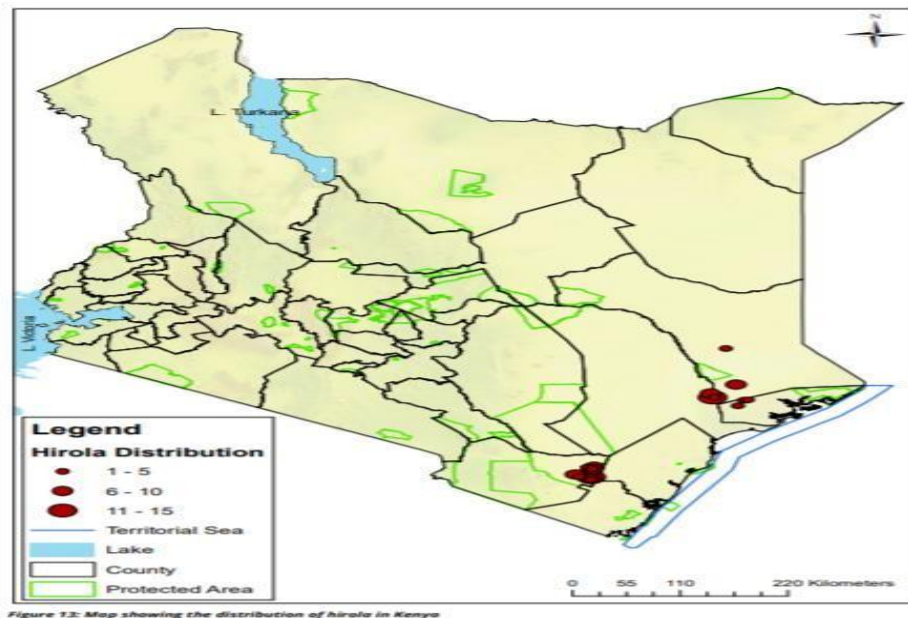 N
L. Turkana
L. Victoria
Legend
Hirola Distribution
1 - 5
6 - 10
11 - 15
Territorial Sea
Lake
County
Protected Area
0 55 110 220 Kilometers
Figure 13: Map showing the distribution of hirola in Kenya